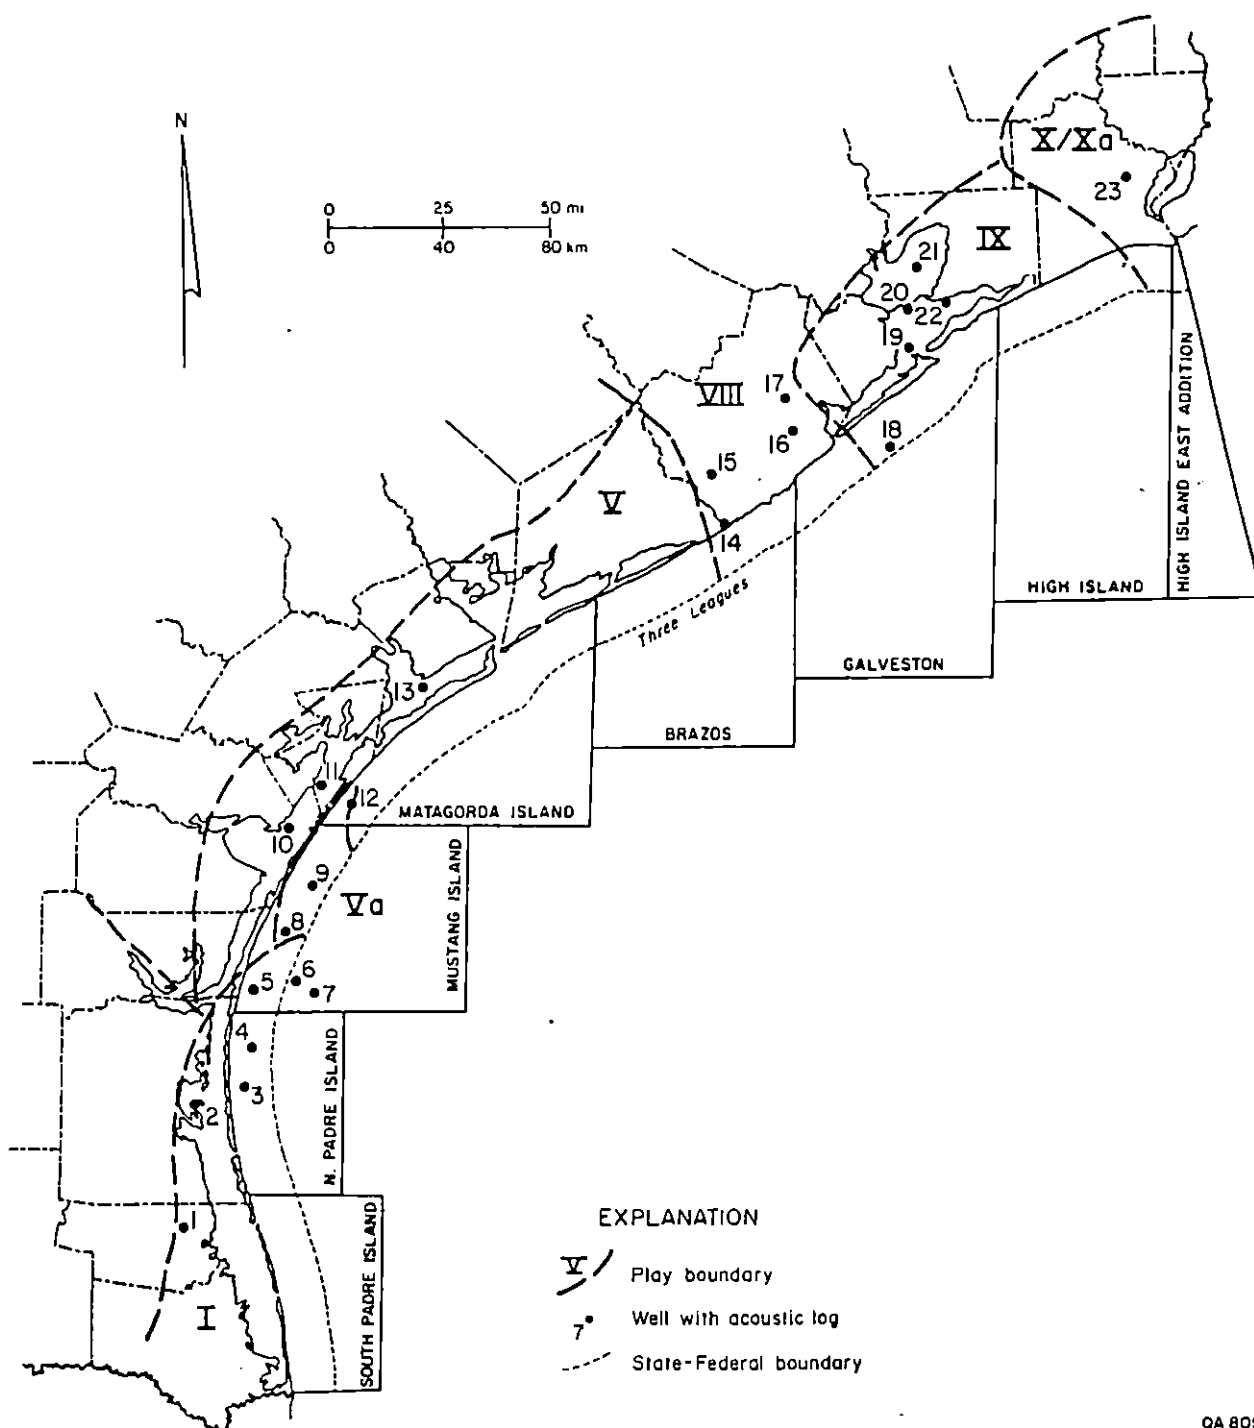 N
0 25 50 mi
0 40 80 km
X/Xa
23
IX
21
20
22
19
HIGH ISLAND EAST ADDITION
17
VIII
16
18
15
V
14
Three Leagues
HIGH ISLAND
GALVESTON
13
BRAZOS
11
12
MATAGORDA ISLAND
10
9
Va
MUSTANG ISLAND
8
6
5
7
4
3
N. PADRE ISLAND
2
1
SOUTH PADRE ISLAND
I
EXPLANATION
V Play boundary
7 Well with acoustic log
State-Federal boundary